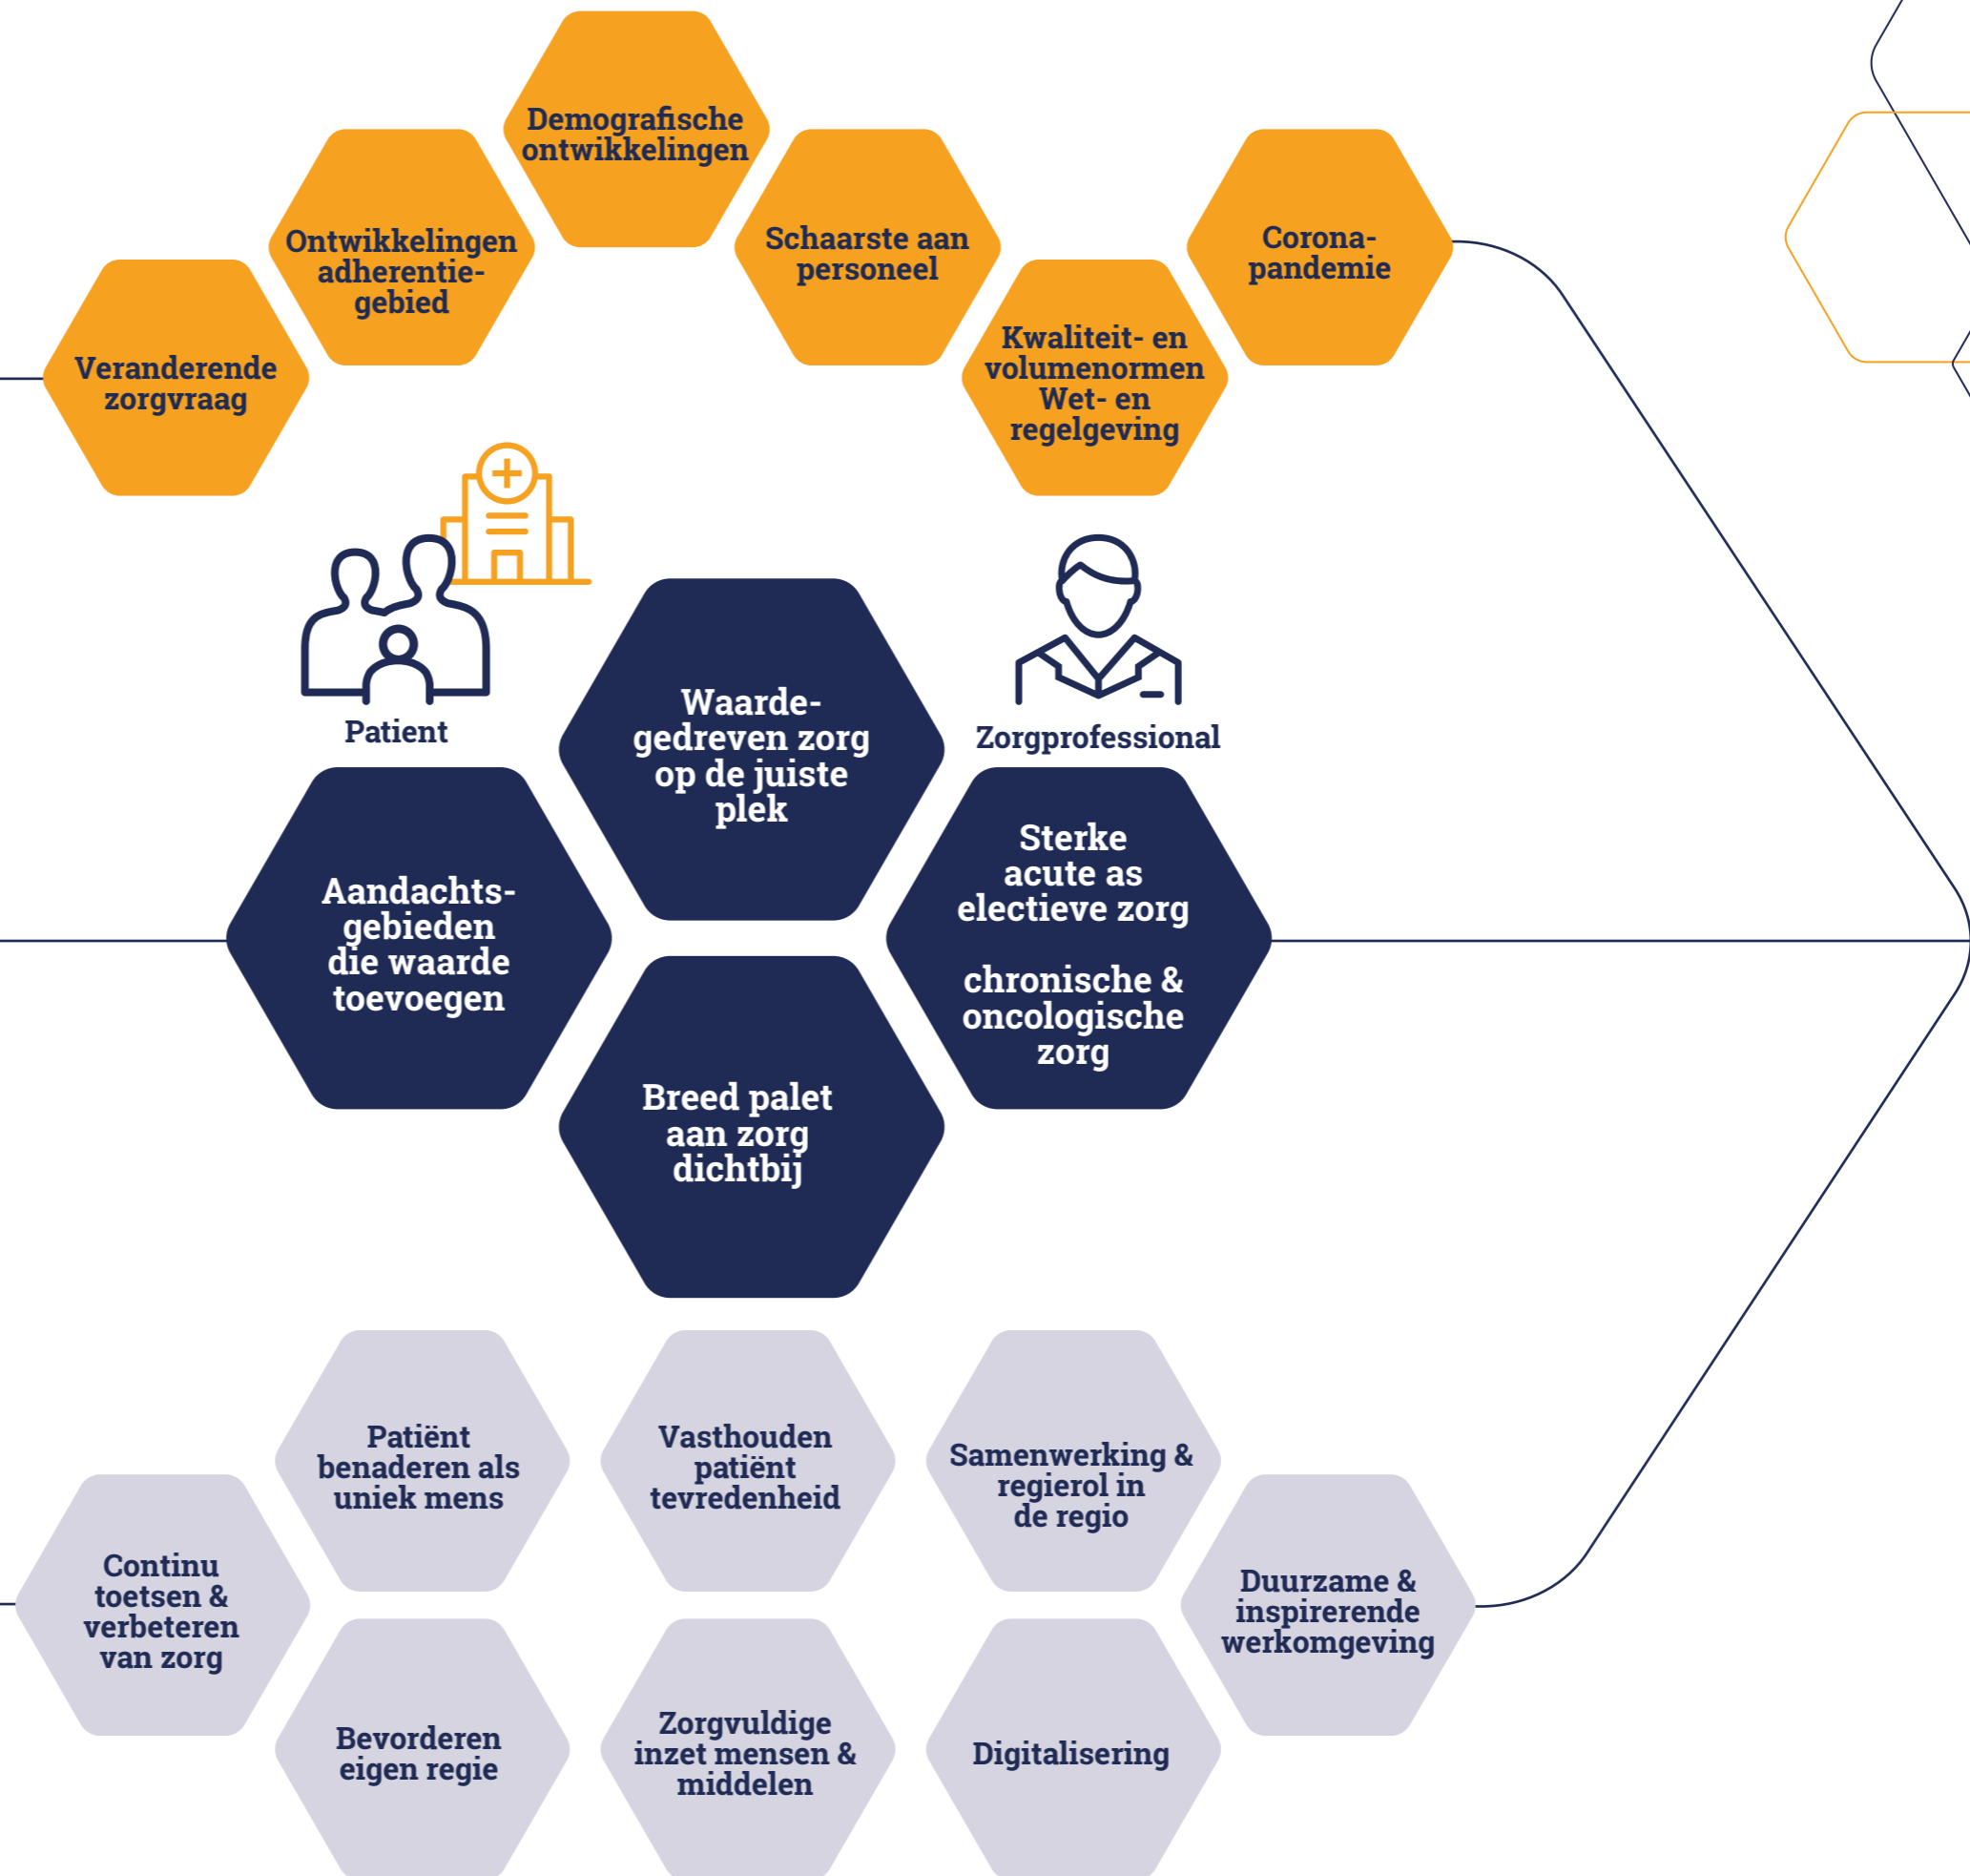 Demografische
ontwikkelingen
Ontwikkelingen
adherentie-
gebied
Schaarste aan
personeel
Corona-
pandemie
Veranderende
zorgvraag
Kwaliteit- en
volumenormen
Wet- en
regelgeving
Patient
Zorgprofessional
Waarde-
gedreven zorg
op de juiste
plek
Aandachts-
gebieden
die waarde
toevoegen
Sterke
acute as
electieve zorg
chronische &
oncologische
zorg
Breed palet
aan zorg
dichtbij
Patiënt
benaderen als
uniek mens
Vasthouden
patiënt
tevredenheid
Samenwerking &
regierol in
de regio
Continu
toetsen &
verbeteren
van zorg
Duurzame &
inspirerende
werkomgeving
Bevorderen
eigen regie
Zorgvuldige
inzet mensen &
middelen
Digitalisering